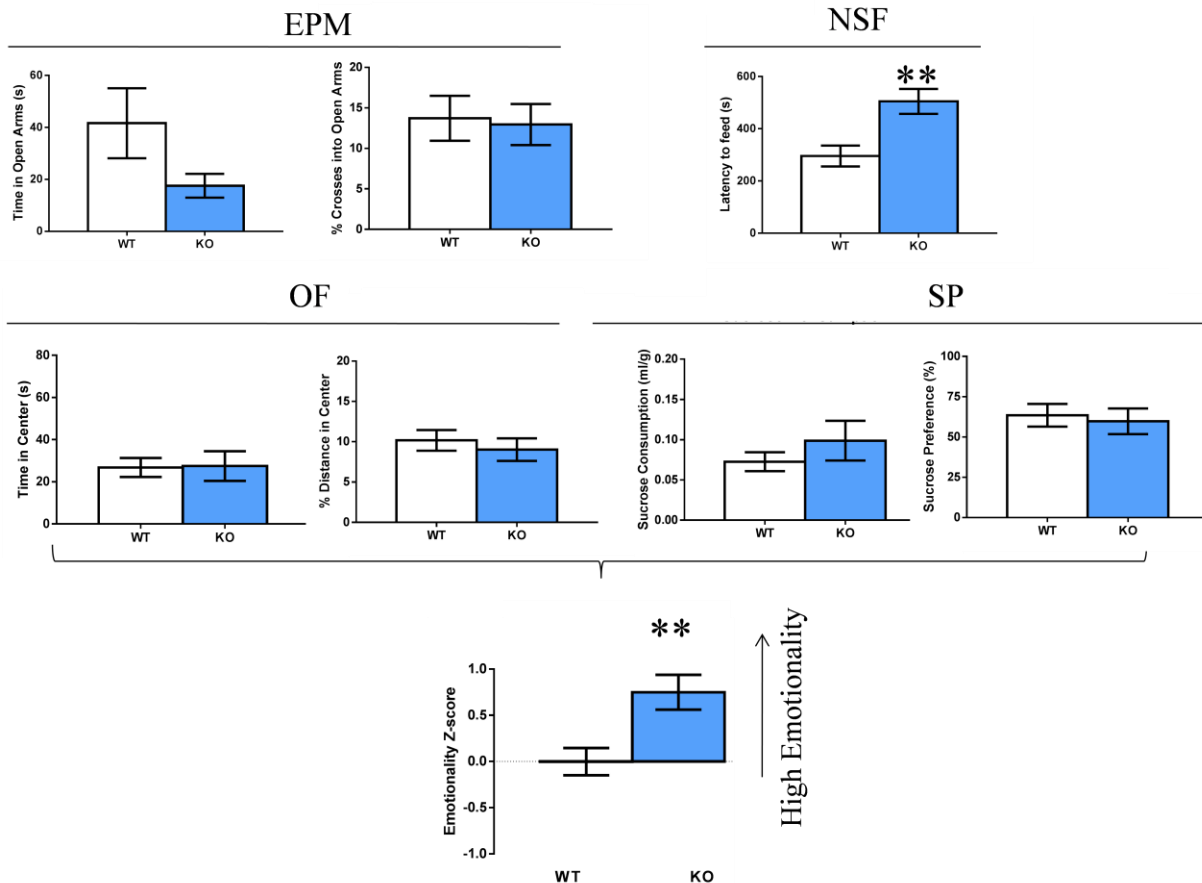 EPM
Time in Open Arms (s)
60
40
20
0
WT KO
% Crosses into Open Arms
20
15
10
5
0
WT KO
NSF
**
Latency to feed (s)
600
400
200
0
WT KO
OF
Time in Center (s)
80
60
40
20
0
WT KO
% Distance in Center
20
15
10
5
0
WT KO
SP
Sucrose Consumption (ml/g)
0.20
0.15
0.10
0.05
0.00
WT KO
Sucrose Preference (%)
100
75
50
25
0
WT KO
**
Emotionality Z-score
1.0
0.5
0.0
-0.5
-1.0
WT KO
High Emotionality